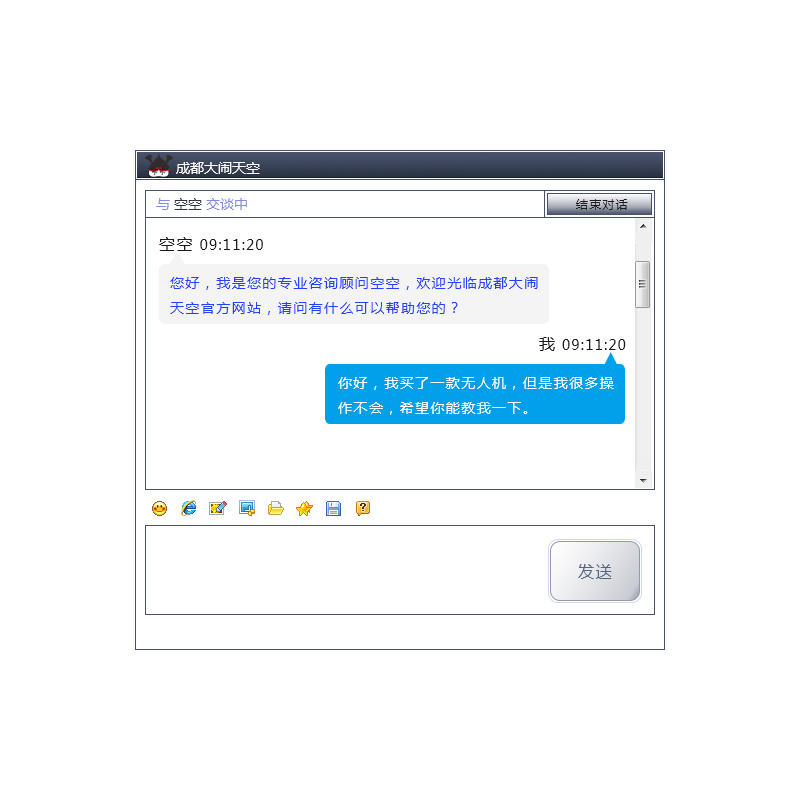 成都大闹天空
与 空空 交谈中
结束对话
空空 09:11:20
您好，我是您的专业咨询顾问空空，欢迎光临成都大闹
天空官方网站，请问有什么可以帮助您的？
我 09:11:20
你好，我买了一款无人机，但是我很多操
作不会，希望你能教我一下。
发送